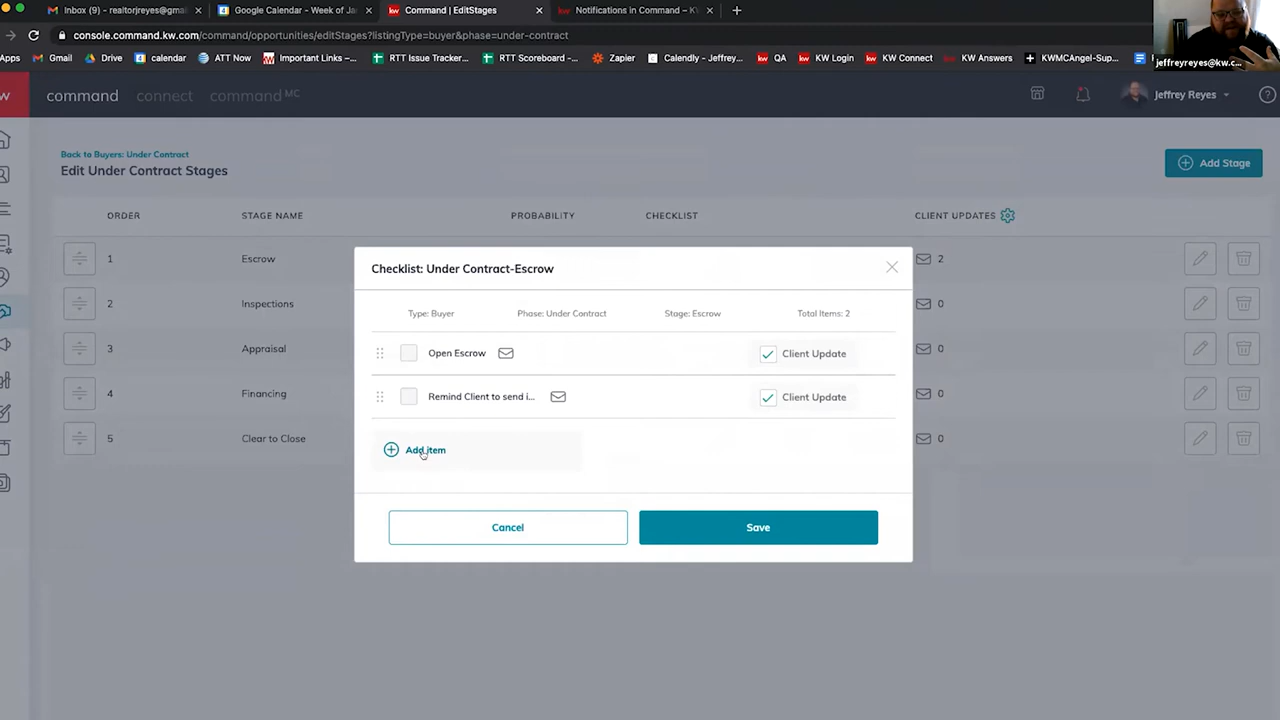 Inbox (9) - realtorjreyes@gmai
Google Calendar - Week of Ja
Command | EditStages
Notifications in Command – KW
console.command.kw.com/command/opportunities/editStages?listingType=buyer&phase=under-contract
Apps
Gmail
Drive
calendar
ATT Now
Important Links –...
RTT Issue Tracker...
RTT Scoreboard -...
Zapier
Calendly - Jeffrey...
QA
KW Login
KW Connect
KW Answers
KWMCAngel-Sup...
jeffreyreyes@kw.c...
kw
command
connect
command MC
Jeffrey Reyes
Back to Buyers: Under Contract
Edit Under Contract Stages
Add Stage
ORDER STAGE NAME PROBABILITY CHECKLIST CLIENT UPDATES
1 Escrow 2
2 Inspections 0
3 Appraisal 0
4 Financing 0
5 Clear to Close 0
Checklist: Under Contract-Escrow
Type: Buyer Phase: Under Contract Stage: Escrow Total Items: 2
Open Escrow Client Update
Remind Client to send i... Client Update
Add item
Cancel Save